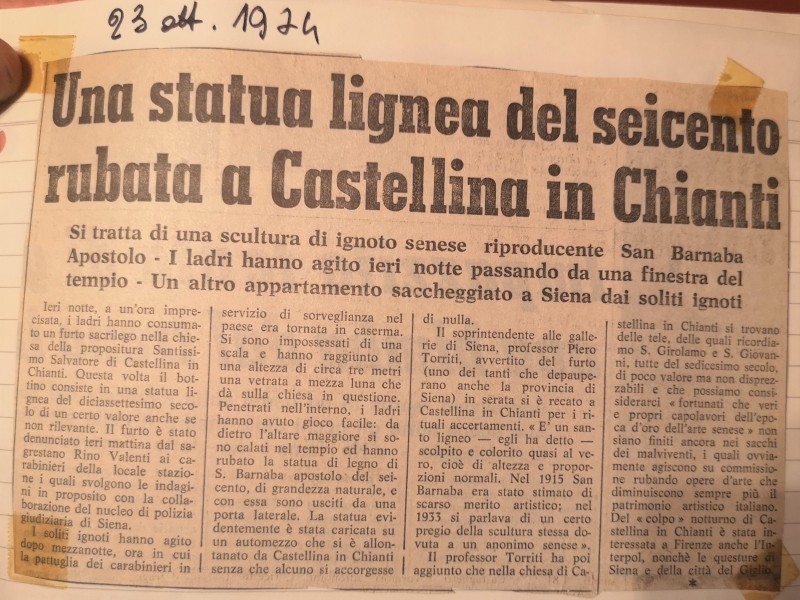 23 ott. 1974
Una statua lignea del seicento
rubata a Castellina in Chianti
Si tratta di una scultura di ignoto senese riproducente San Barnaba
Apostolo - I ladri hanno agito ieri notte passando da una finestra del
tempio - Un altro appartamento saccheggiato a Siena dai soliti ignoti
Ieri notte, a un'ora impre-
cisata, i ladri hanno consuma-
to un furto sacrilego nella chie-
sa della propositura Santissi-
mo Salvatore di Castellina in
Chianti. Questa volta il bot-
tino consiste in una statua li-
gnea del diciassettesimo seco-
lo di un certo valore anche se
non rilevante. Il furto è stato
denunciato ieri mattina dal sa-
grestano Rino Valenti ai ca-
rabinieri della locale stazio-
ne i quali svolgono le indagi-
ni in proposito con la colla-
borazione del nucleo di polizia
giudiziaria di Siena.
I soliti ignoti hanno agito
dopo mezzanotte, ora in cui
la pattuglia dei carabinieri in
servizio di sorveglianza nel
paese era tornata in caserma.
Si sono impossessati di una
scala e hanno raggiunto ad
una altezza di circa tre metri
una vetrata a mezza luna che
dà sulla chiesa in questione.
Penetrati nell'interno, i ladri
hanno avuto gioco facile: da
dietro l'altare maggiore si so-
no calati nel tempio ed hanno
rubato la statua di legno di
S. Barnaba apostolo del sei-
cento, di grandezza naturale, e
con essa sono usciti da una
porta laterale. La statua evi-
dentemente è stata caricata su
un automezzo che si è allon-
tanato da Castellina in Chianti
senza che alcuno si accorgesse
di nulla.
Il soprintendente alle galle-
rie di Siena, professor Piero
Torriti, avvertito del furto
(uno dei tanti che depaupe-
rano anche la provincia di
Siena) in serata si è recato a
Castellina in Chianti per i ri-
tuali accertamenti. « E' un san-
to ligneo — egli ha detto —
scolpito e colorito quasi al ve-
ro, cioè di altezza e propor-
zioni normali. Nel 1915 San
Barnaba era stato stimato di
scarso merito artistico; nel
1933 si parlava di un certo
pregio della scultura stessa do-
vuta a un anonimo senese ».
Il professor Torriti ha poi
aggiunto che nella chiesa di Ca-
stellina in Chianti si trovano
delle tele, delle quali ricordia-
mo S. Girolamo e S. Giovan-
ni, tutte del sedicesimo secolo,
di poco valore ma non disprez-
zabili e che possiamo conside-
rarci « fortunati che veri
e propri capolavori dell'epo-
ca d'oro dell'arte senese » non
siano finiti ancora nei sacchi
dei malviventi, i quali ovvia-
mente agiscono su commissio-
ne rubando opere d'arte che
diminuiscono sempre più il
patrimonio artistico italiano.
Del « colpo » notturno di Ca-
stellina in Chianti è stata in-
teressata a Firenze anche l'In-
terpol, nonchè le questure di
Siena e della città del Giglio.
*